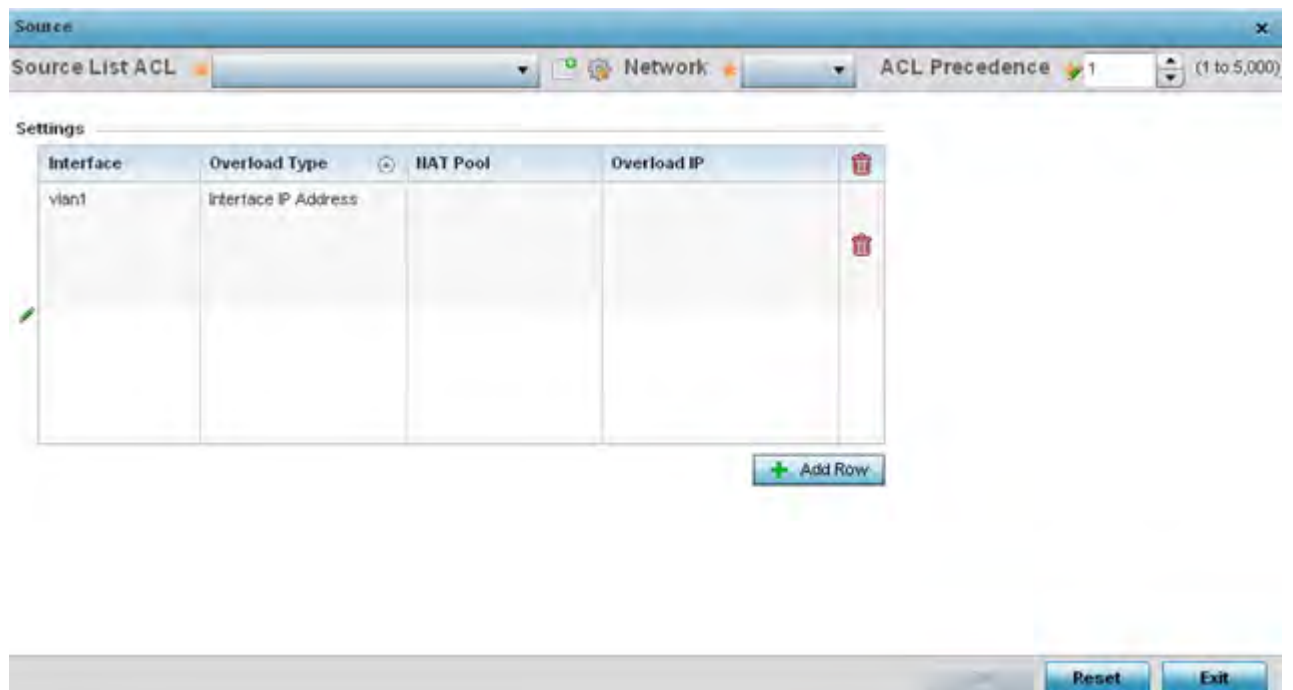 Source
Source List ACL Network ACL Precedence 1 (1 to 5,000)
Settings
Interface Overload Type NAT Pool Overload IP
vlan1 Interface IP Address
Add Row
Reset Exit